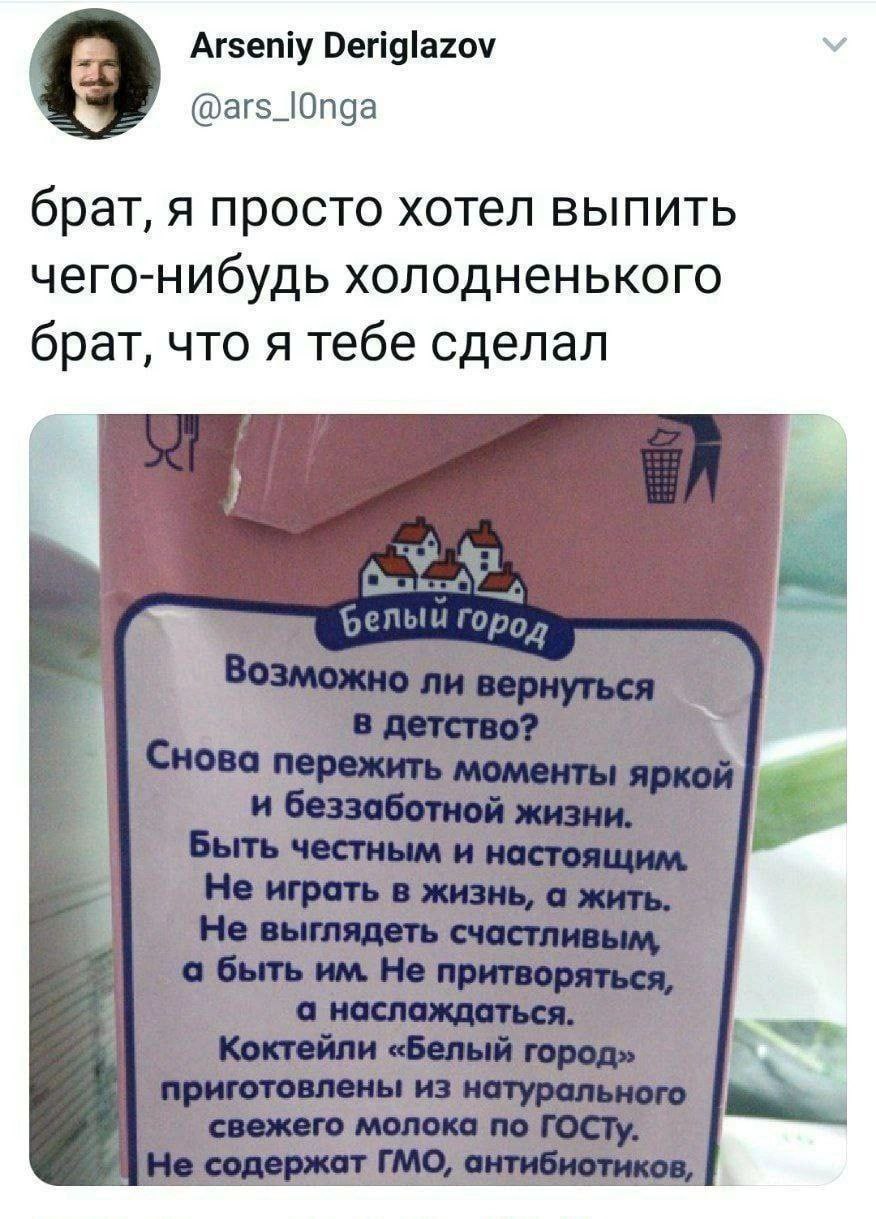 Arseniy Deriglazov
@ars_l0nga
брат, я просто хотел выпить
чего-нибудь холодненького
брат, что я тебе сделал
Белый город
Возможно ли вернуться
в детство?
Снова пережить моменты яркой
и беззаботной жизни.
Быть честным и настоящим.
Не играть в жизнь, а жить.
Не выглядеть счастливым,
а быть им. Не притворяться,
а наслаждаться.
Коктейли «Белый город»
приготовлены из натурального
свежего молока по ГОСТу.
Не содержат ГМО, антибиотиков,